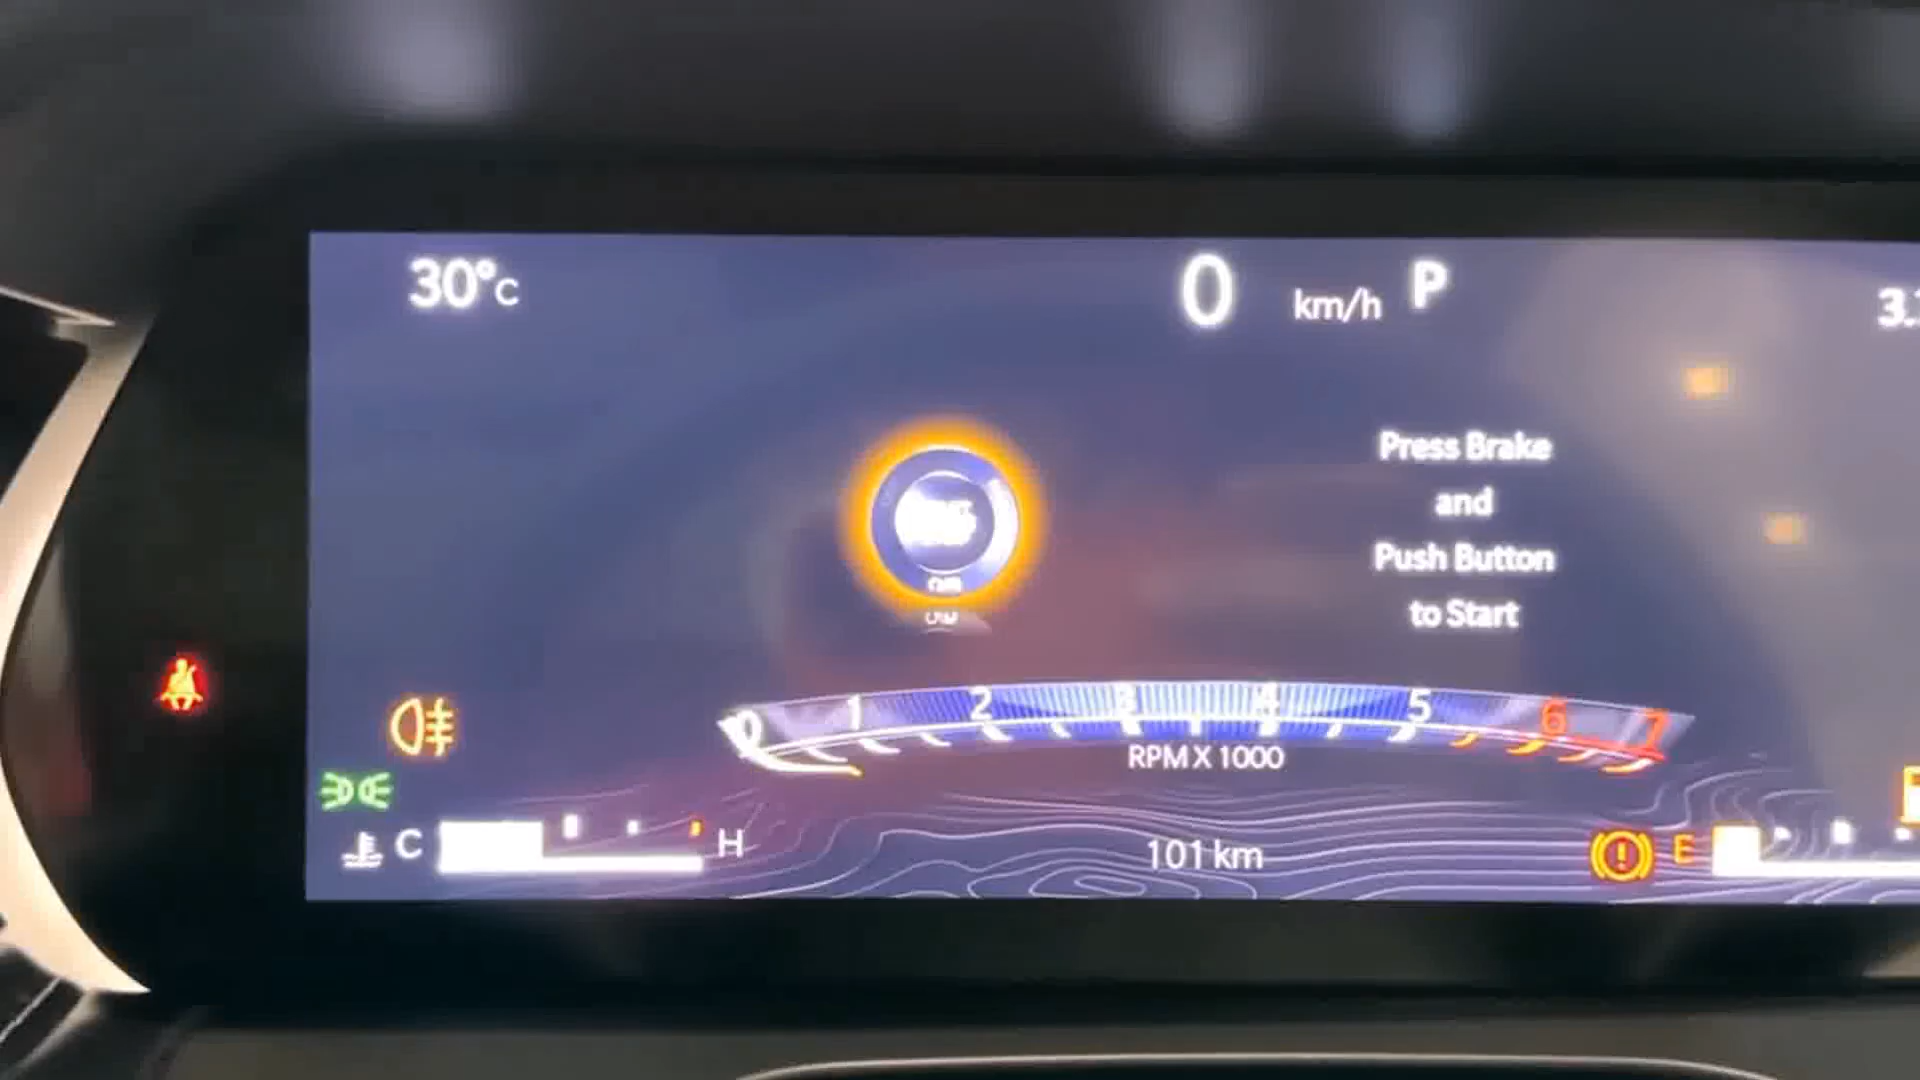 30°C
0 km/h P
Press Brake
and
Push Button
to Start
0 1 2 3 4 5 6 7
RPM X 1000
C H
101 km
E